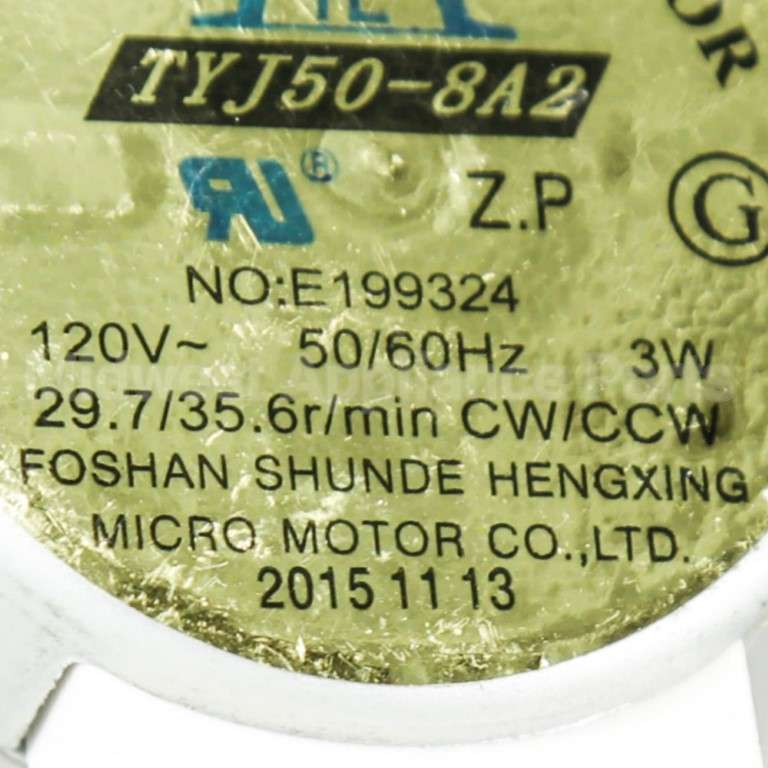 TYJ50-8A2
RU® Z.P G
NO:E199324
120V~ 50/60Hz 3W
29.7/35.6r/min CW/CCW
FOSHAN SHUNDE HENGXING
MICRO MOTOR CO.,LTD.
2015 11 13